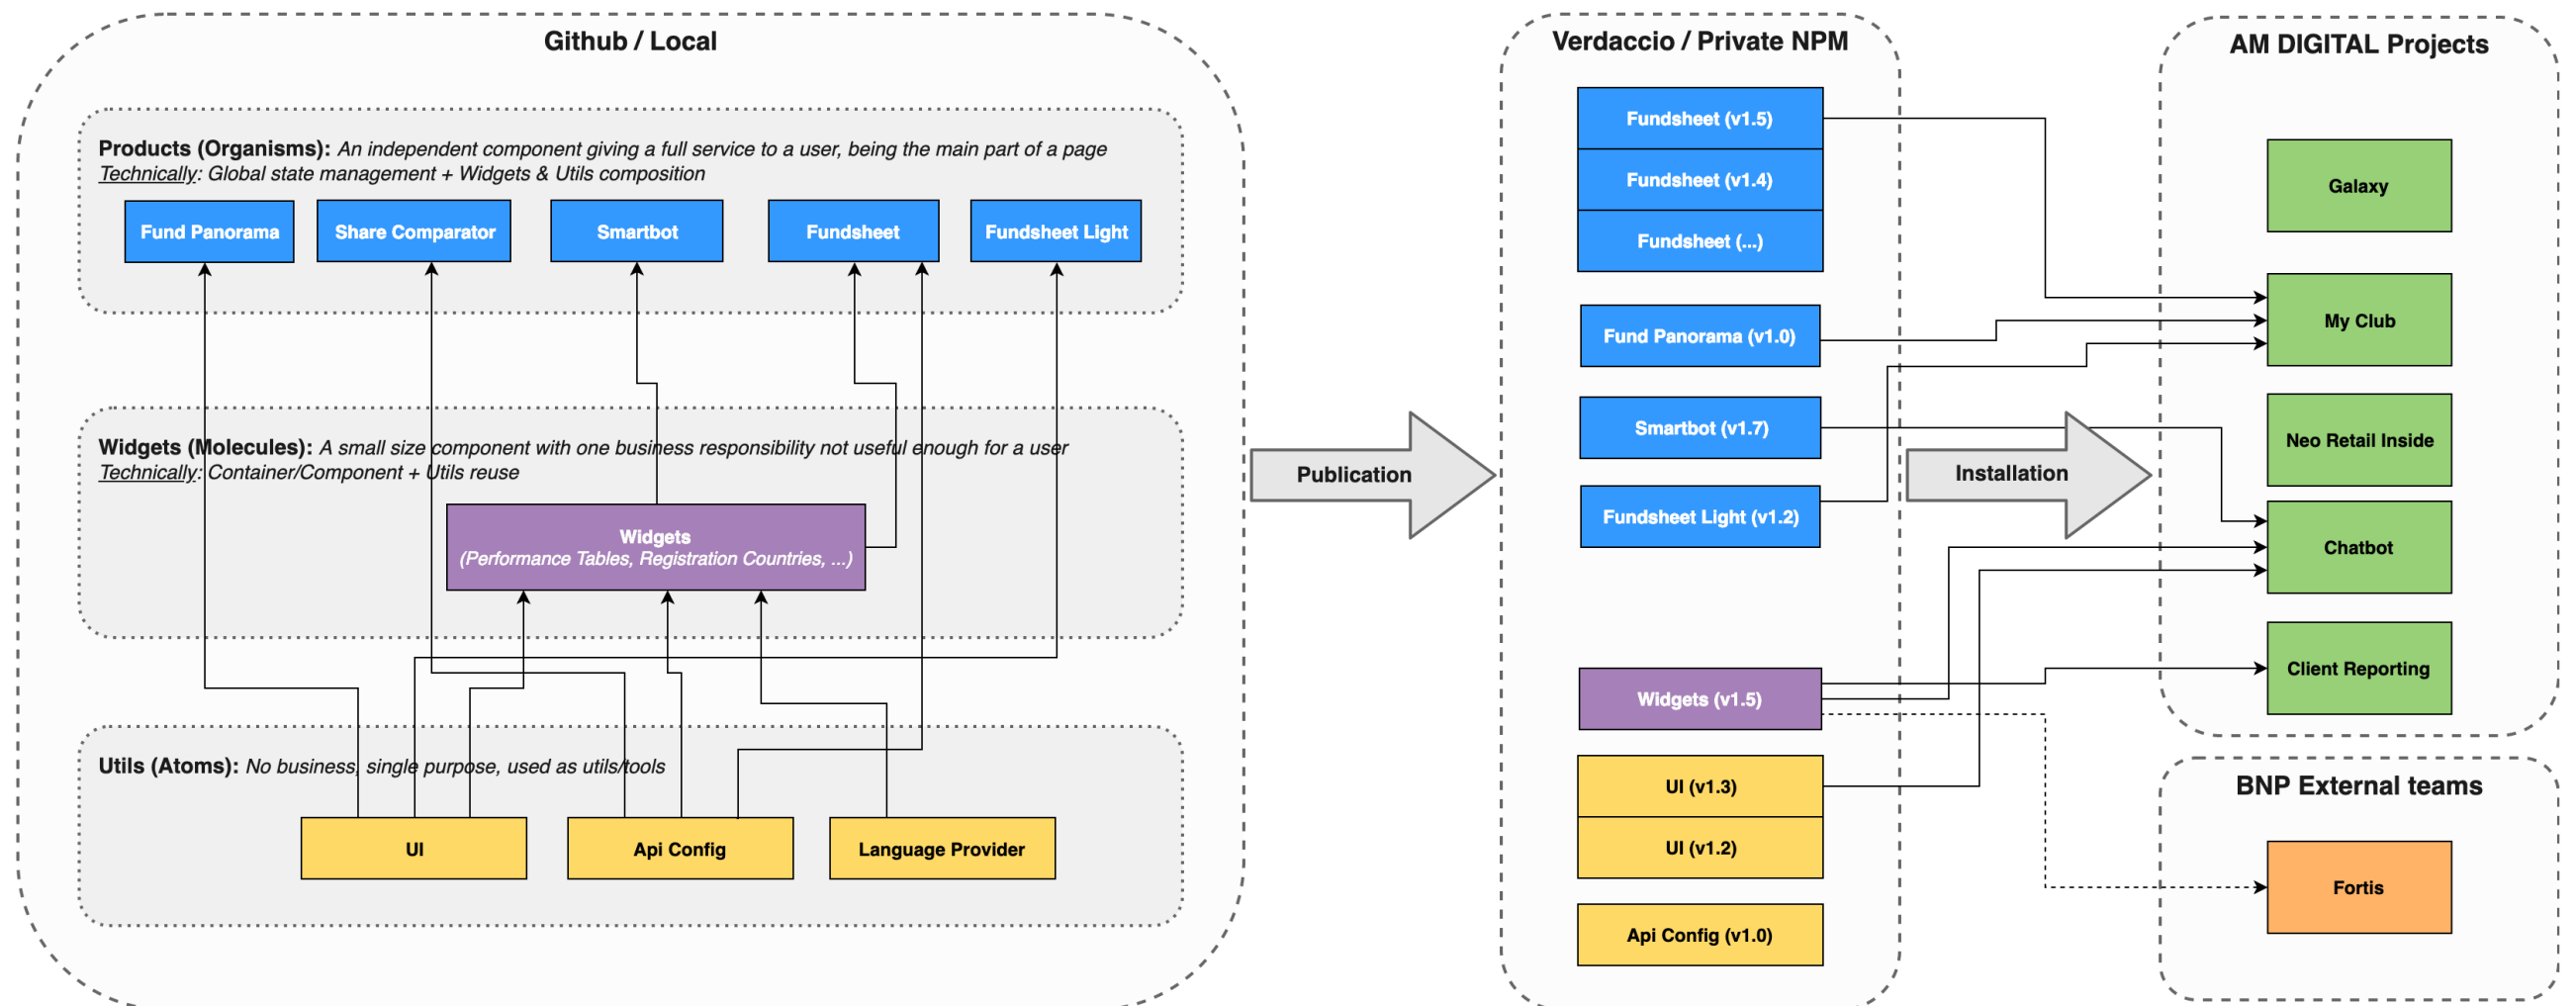 Github / Local
Products (Organisms): An independent component giving a full service to a user, being the main part of a page
Technically: Global state management + Widgets & Utils composition
Fund Panorama
Share Comparator
Smartbot
Fundsheet
Fundsheet Light
Widgets (Molecules): A small size component with one business responsibility not useful enough for a user
Technically: Container/Component + Utils reuse
Widgets
(Performance Tables, Registration Countries, ...)
Utils (Atoms): No business, single purpose, used as utils/tools
UI
Api Config
Language Provider
Publication
Verdaccio / Private NPM
Fundsheet (v1.5)
Fundsheet (v1.4)
Fundsheet (...)
Fund Panorama (v1.0)
Smartbot (v1.7)
Fundsheet Light (v1.2)
Widgets (v1.5)
UI (v1.3)
UI (v1.2)
Api Config (v1.0)
Installation
AM DIGITAL Projects
Galaxy
My Club
Neo Retail Inside
Chatbot
Client Reporting
BNP External teams
Fortis